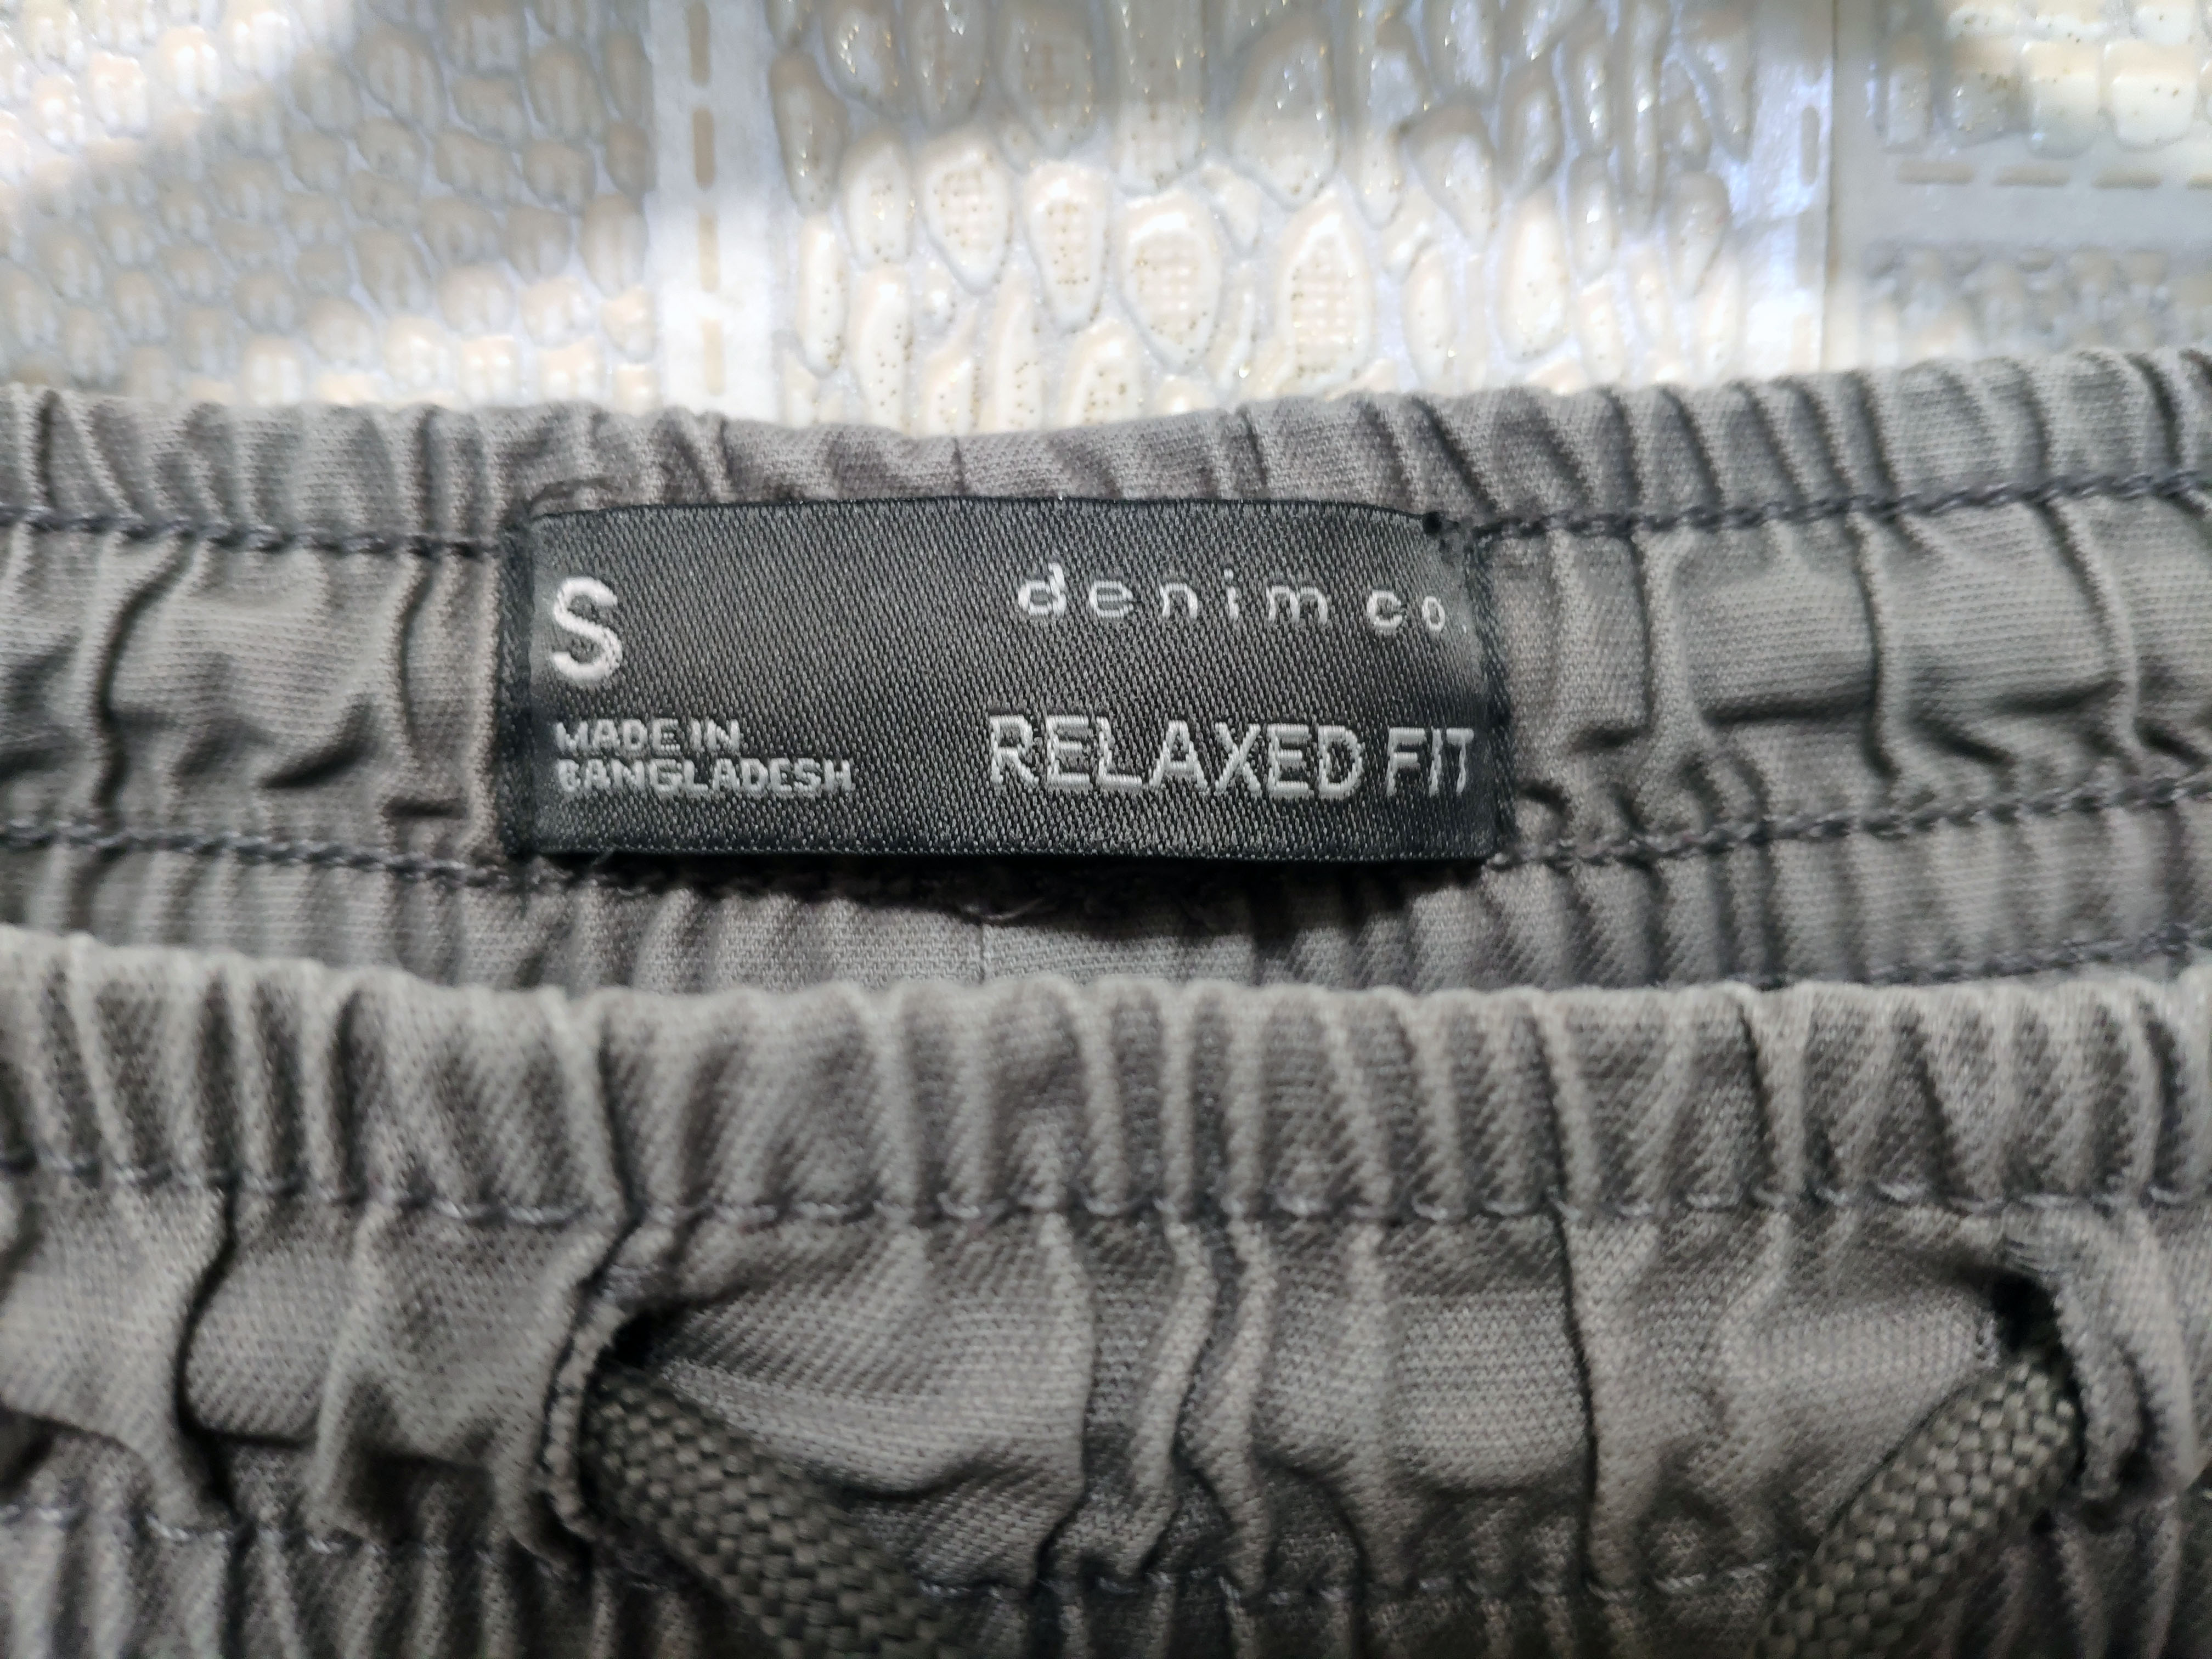 S
denim co.
MADE IN
BANGLADESH
RELAXED FIT